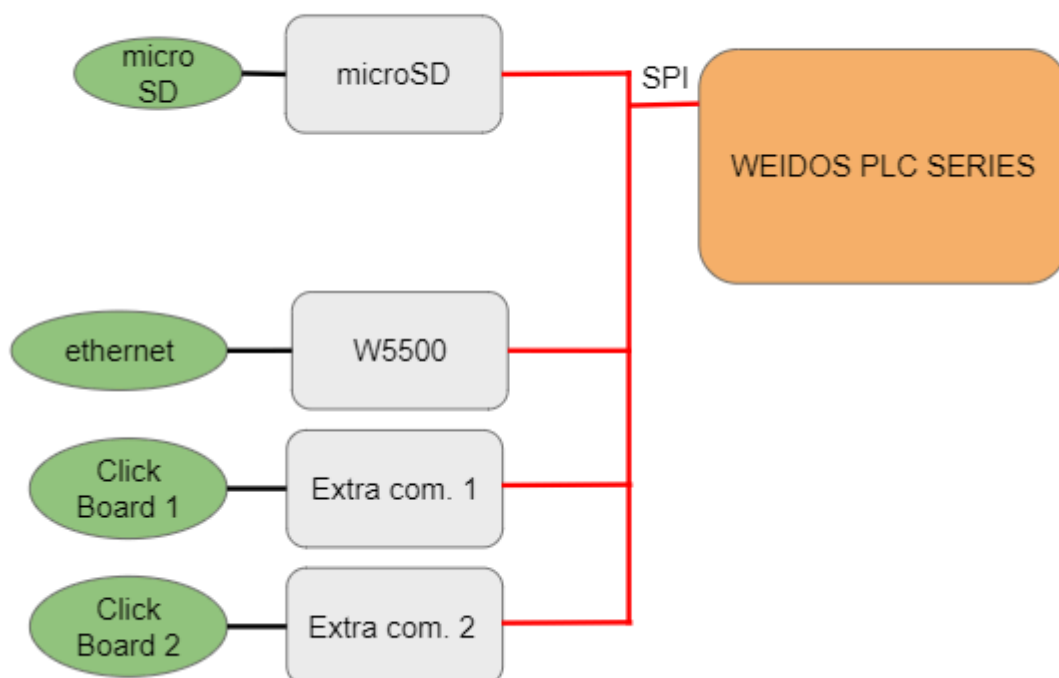 micro
SD
microSD
SPI
WEIDOS PLC SERIES
ethernet
W5500
Click
Board 1
Extra com. 1
Click
Board 2
Extra com. 2